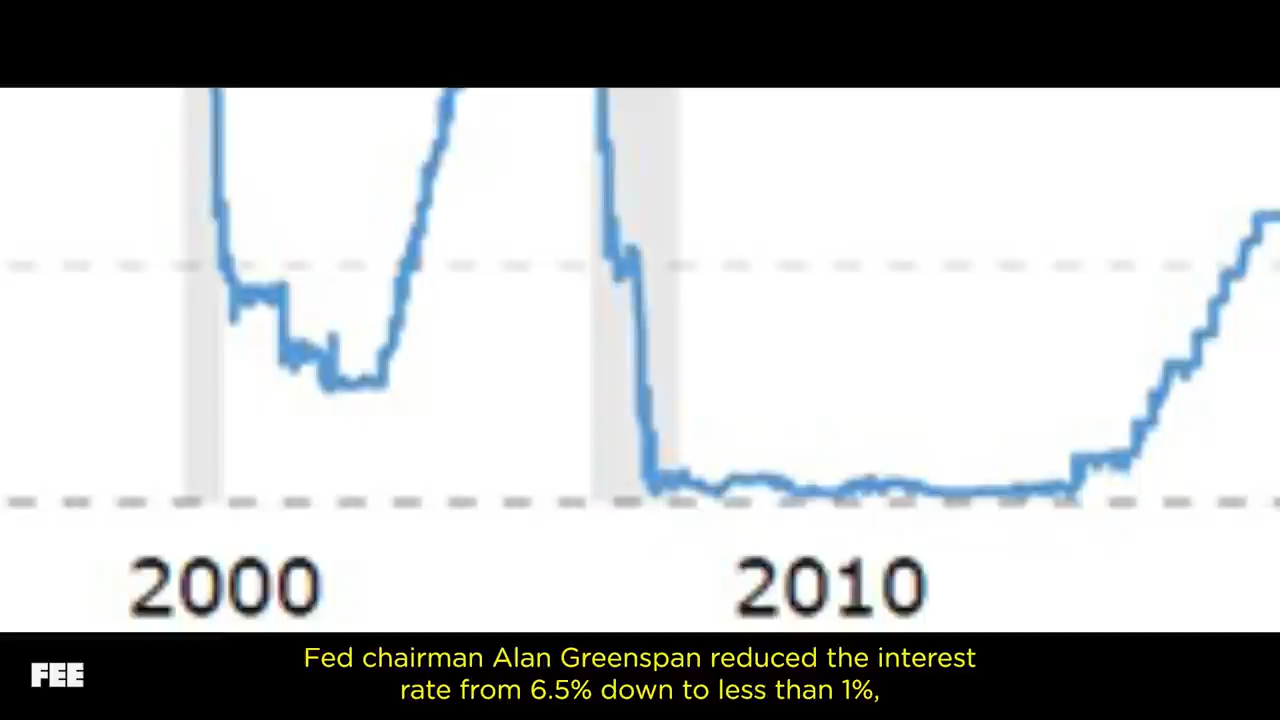 2000 2010
FEE
Fed chairman Alan Greenspan reduced the interest
rate from 6.5% down to less than 1%,